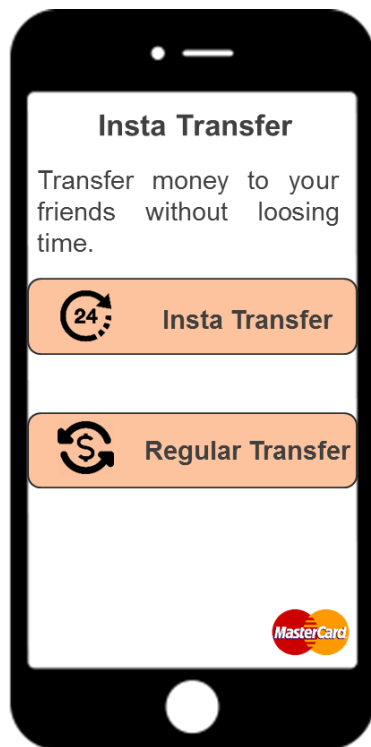 Insta Transfer
Transfer money to your
friends without loosing
time.
24 Insta Transfer
$ Regular Transfer
MasterCard